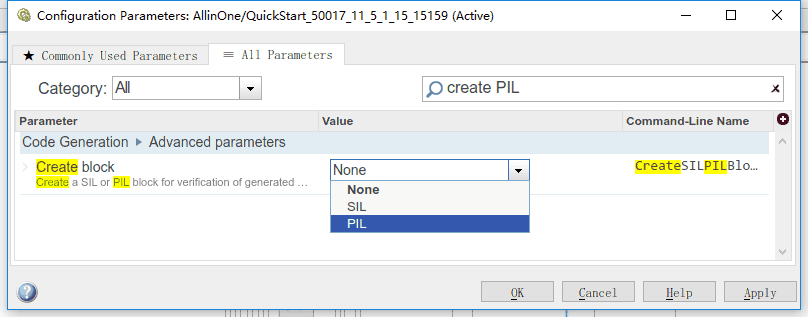 Configuration Parameters: AllinOne/QuickStart_50017_11_5_1_15_15159 (Active)
★ Commonly Used Parameters
≡ All Parameters
Category: All
create PIL
Parameter Value Command-Line Name
Code Generation ▶ Advanced parameters
Create block None CreateSILPILBlo...
Create a SIL or PIL block for verification of generated ...
None
SIL
PIL
OK Cancel Help Apply